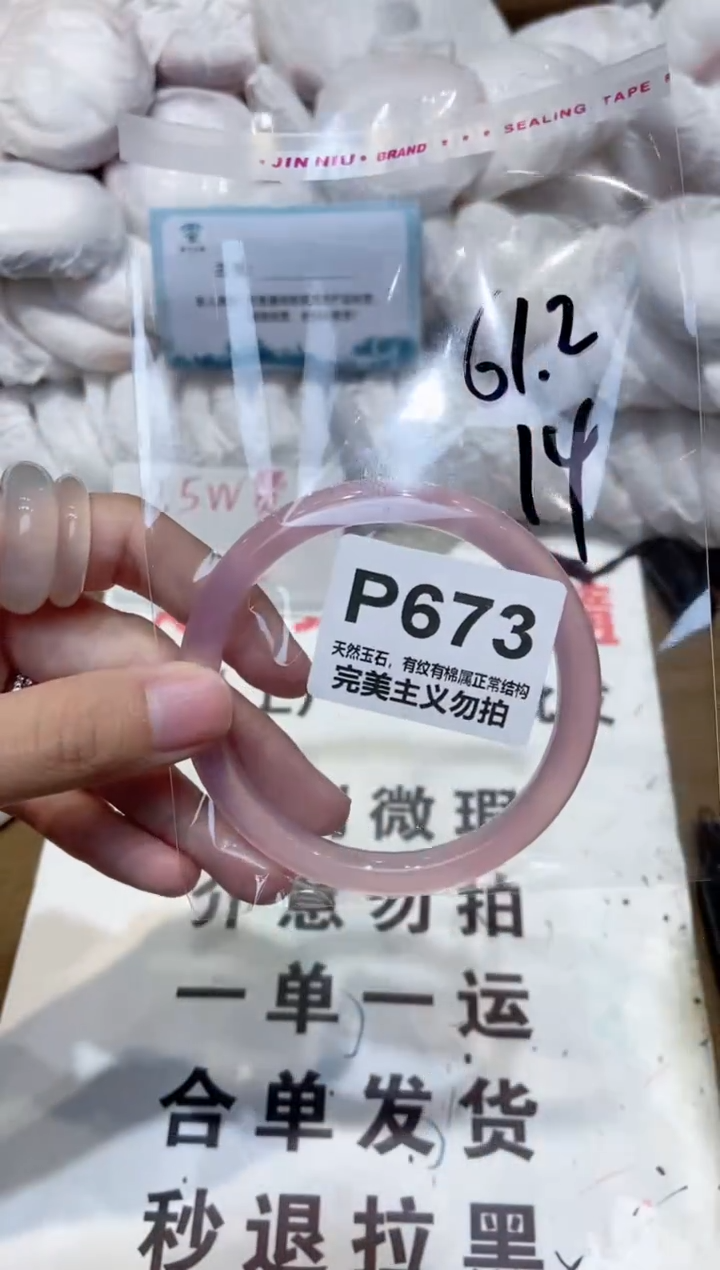 · JIN NIU · BRAND · · · SEALING TAPE
61.2
14
.5W
P673
天然玉石，有纹有棉属正常结构
完美主义勿拍
微瑕
介意勿拍
一单一运
合单发货
秒退拉黑